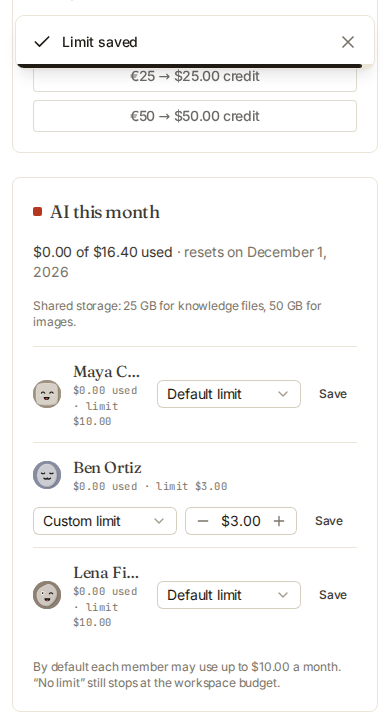 Limit saved
€25 → $25.00 credit
€50 → $50.00 credit
AI this month
$0.00 of $16.40 used · resets on December 1,
2026
Shared storage: 25 GB for knowledge files, 50 GB for
images.
Maya C...
$0.00 used
· limit
$10.00
Default limit
Save
Ben Ortiz
$0.00 used · limit $3.00
Custom limit
− $3.00 +
Save
Lena Fi...
$0.00 used
· limit
$10.00
Default limit
Save
By default each member may use up to $10.00 a month.
“No limit” still stops at the workspace budget.